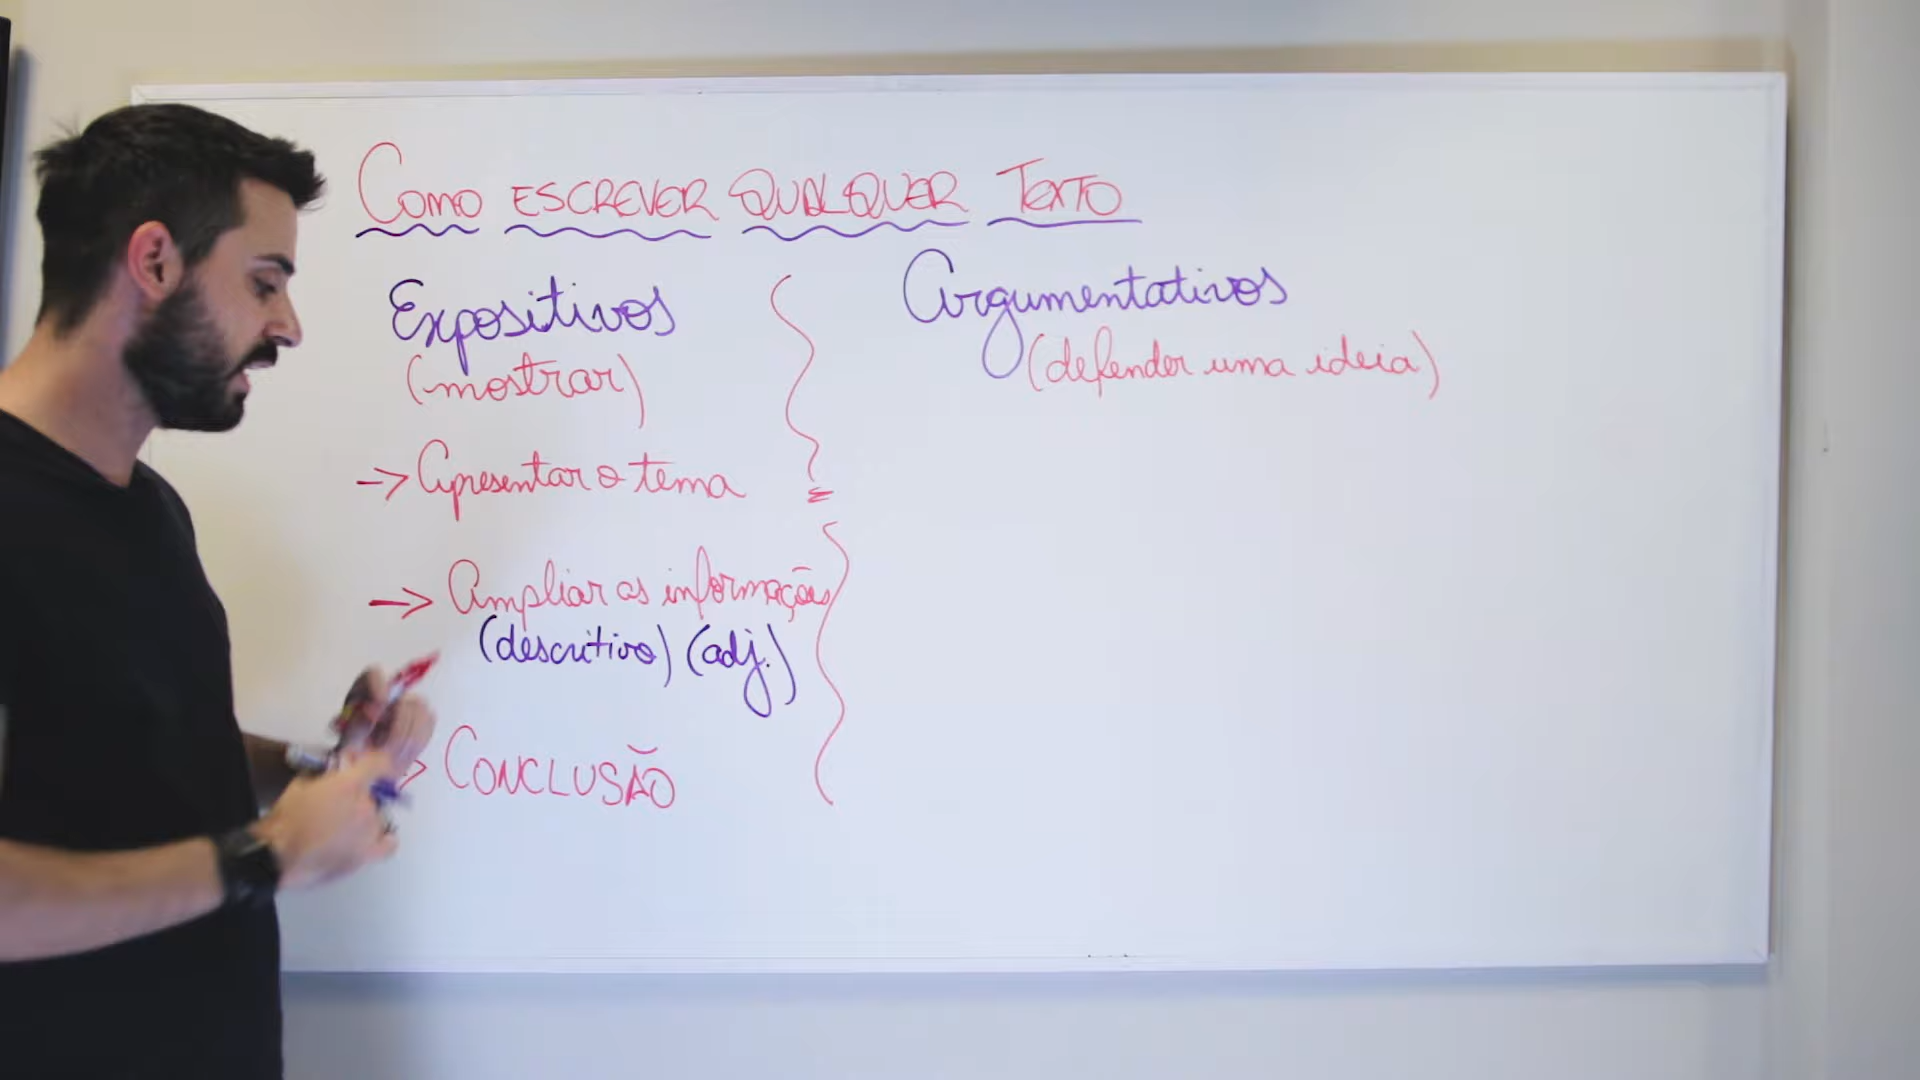 COMO ESCREVER QUALQUER TEXTO
Expositivos
(mostrar)
-> Apresentar o tema
-> Ampliar as informações
(descritivo) (adj.)
> CONCLUSÃO
Argumentativos
(defender uma ideia)